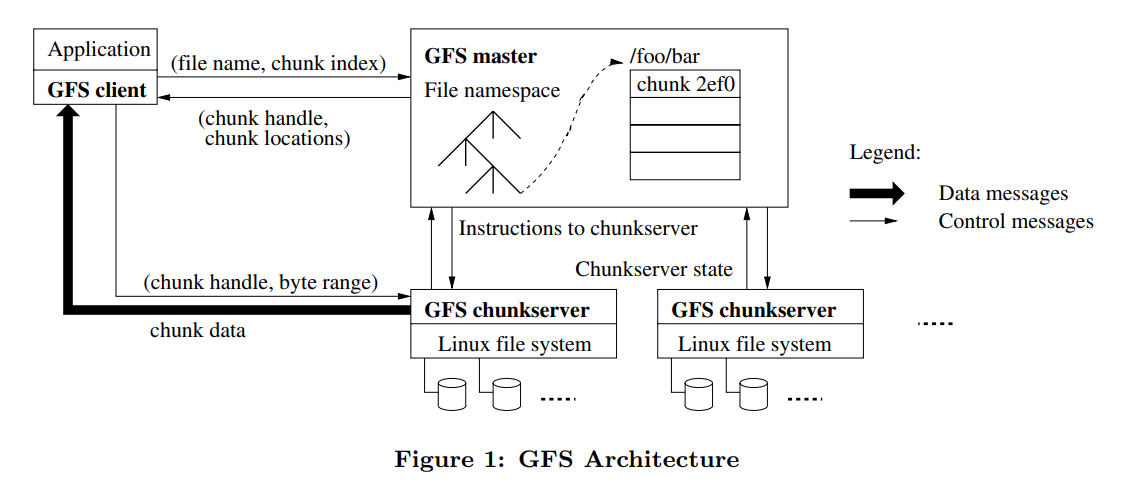 Application
GFS client
(file name, chunk index)
(chunk handle,
chunk locations)
GFS master
File namespace
/foo/bar
chunk 2ef0
Legend:
Data messages
Control messages
Instructions to chunkserver
Chunkserver state
(chunk handle, byte range)
chunk data
GFS chunkserver
Linux file system
GFS chunkserver
Linux file system
Figure 1: GFS Architecture